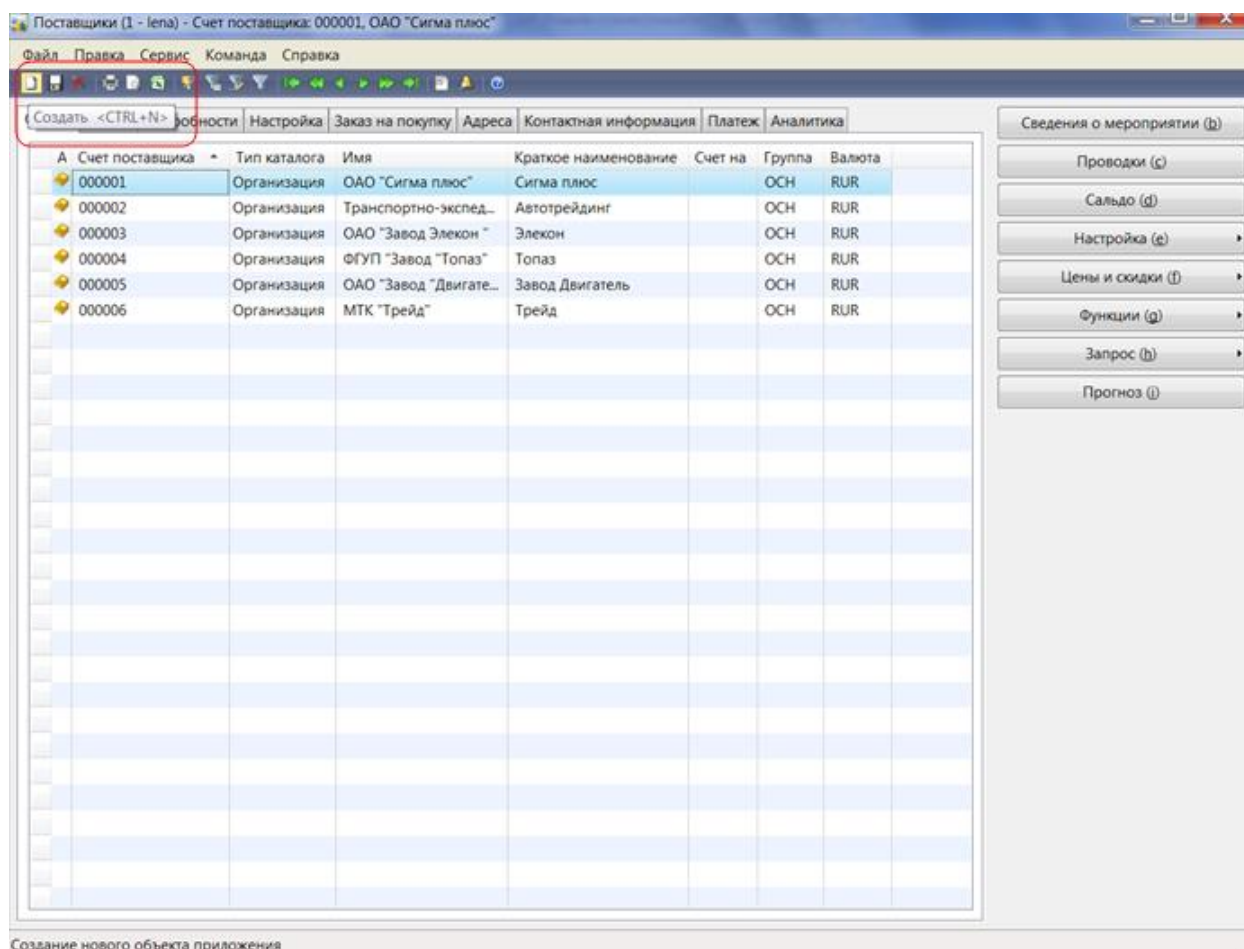 Поставщики (1 - lena) - Счет поставщика: 000001, ОАО "Сигма плюс"
Файл Правка Сервис Команда Справка
Создать <CTRL+N>
Настройка Заказ на покупку Адреса Контактная информация Платеж Аналитика
А Счет поставщика Тип каталога Имя Краткое наименование Счет на Группа Валюта
000001 Организация ОАО "Сигма плюс" Сигма плюс ОСН RUR
000002 Организация Транспортно-экспед... Автотрейдинг ОСН RUR
000003 Организация ОАО "Завод Элекон " Элекон ОСН RUR
000004 Организация ФГУП "Завод "Топаз" Топаз ОСН RUR
000005 Организация ОАО "Завод "Двигате... Завод Двигатель ОСН RUR
000006 Организация МТК "Трейд" Трейд ОСН RUR
Сведения о мероприятии (b)
Проводки (c)
Сальдо (d)
Настройка (e)
Цены и скидки (f)
Функции (g)
Запрос (h)
Прогноз (i)
Создание нового объекта приложения